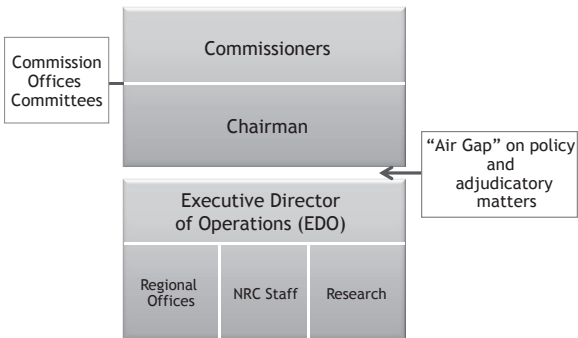 Commissioners
Commission
Offices
Committees
Chairman
“Air Gap” on policy
and
adjudicatory
matters
Executive Director
of Operations (EDO)
Regional
Offices
NRC Staff
Research